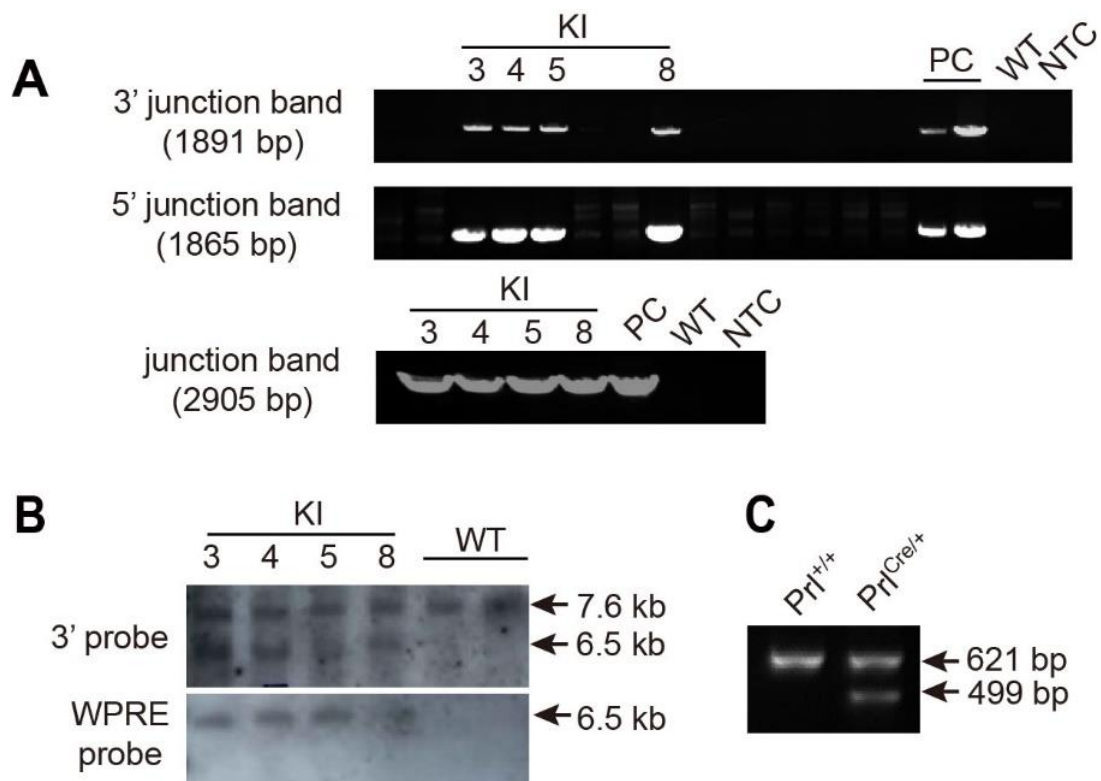 A
KI
3 4 5 8 PC WT NTC
3’ junction band
(1891 bp)
5’ junction band
(1865 bp)
KI
3 4 5 8 PC WT NTC
junction band
(2905 bp)
B
KI WT
3 4 5 8
3’ probe
7.6 kb
6.5 kb
WPRE
probe
6.5 kb
C
Prl+/+ PrlCre/+
621 bp
499 bp